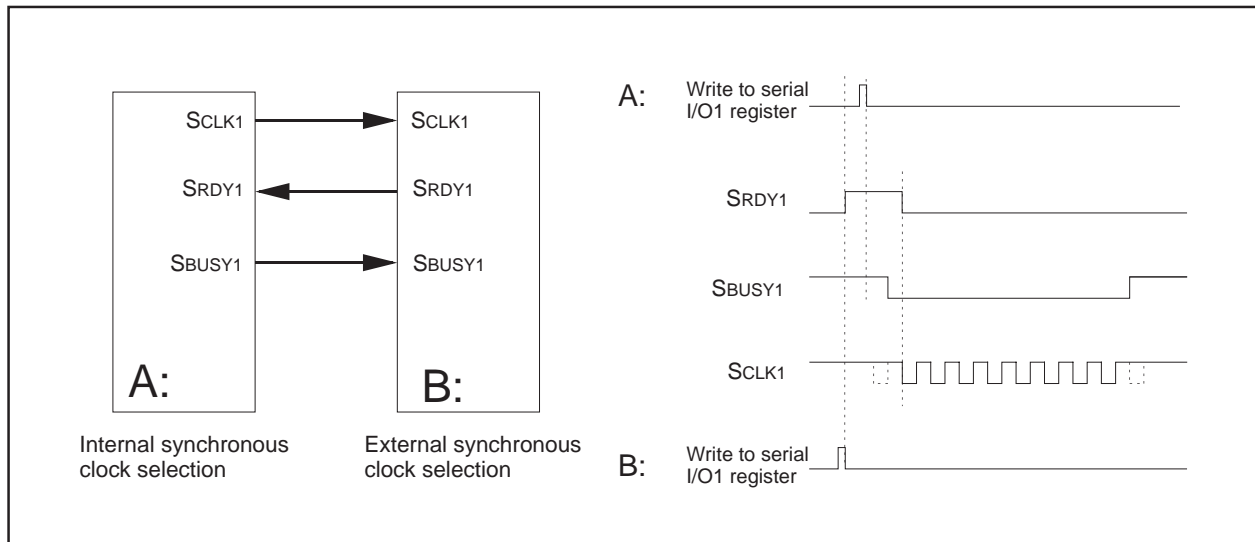 SCLK1
SRDY1
SBUSY1
A:
SCLK1
SRDY1
SBUSY1
B:
Internal synchronous
clock selection
External synchronous
clock selection
A:
Write to serial
I/O1 register
SRDY1
SBUSY1
SCLK1
B:
Write to serial
I/O1 register